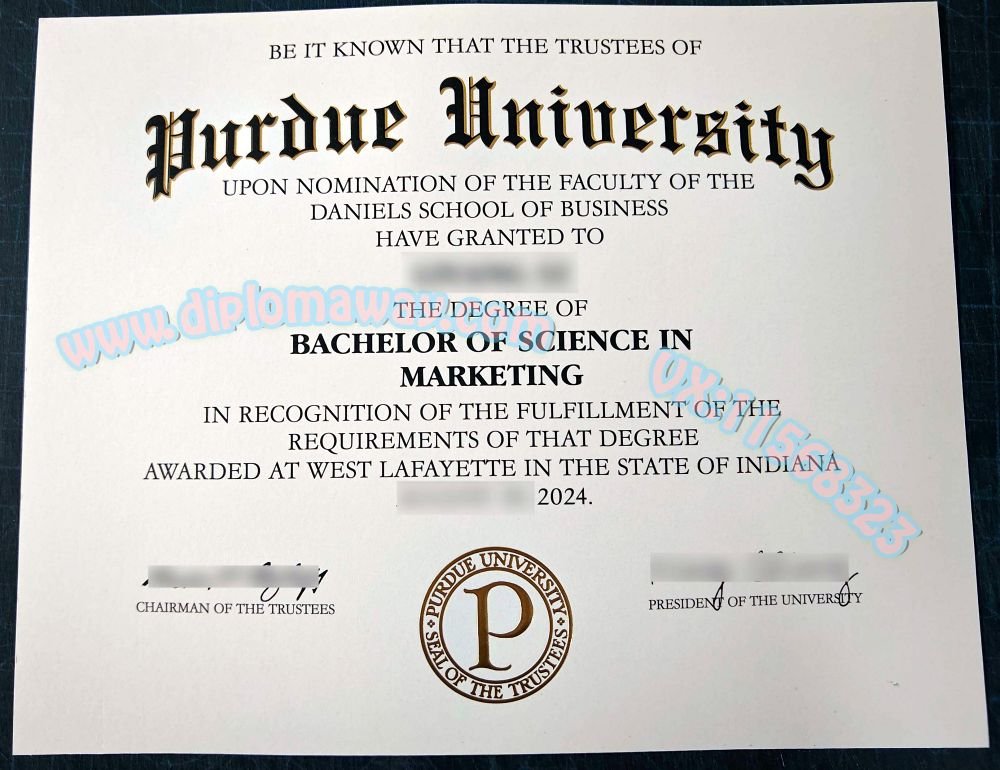 BE IT KNOWN THAT THE TRUSTEES OF
Purdue University
UPON NOMINATION OF THE FACULTY OF THE
DANIELS SCHOOL OF BUSINESS
HAVE GRANTED TO
THE DEGREE OF
www.diplomaway.com
BACHELOR OF SCIENCE IN
MARKETING
VX:11568323
IN RECOGNITION OF THE FULFILLMENT OF THE
REQUIREMENTS OF THAT DEGREE
AWARDED AT WEST LAFAYETTE IN THE STATE OF INDIANA
2024.
CHAIRMAN OF THE TRUSTEES
PURDUE UNIVERSITY
P
SEAL OF THE TRUSTEES
PRESIDENT OF THE UNIVERSITY